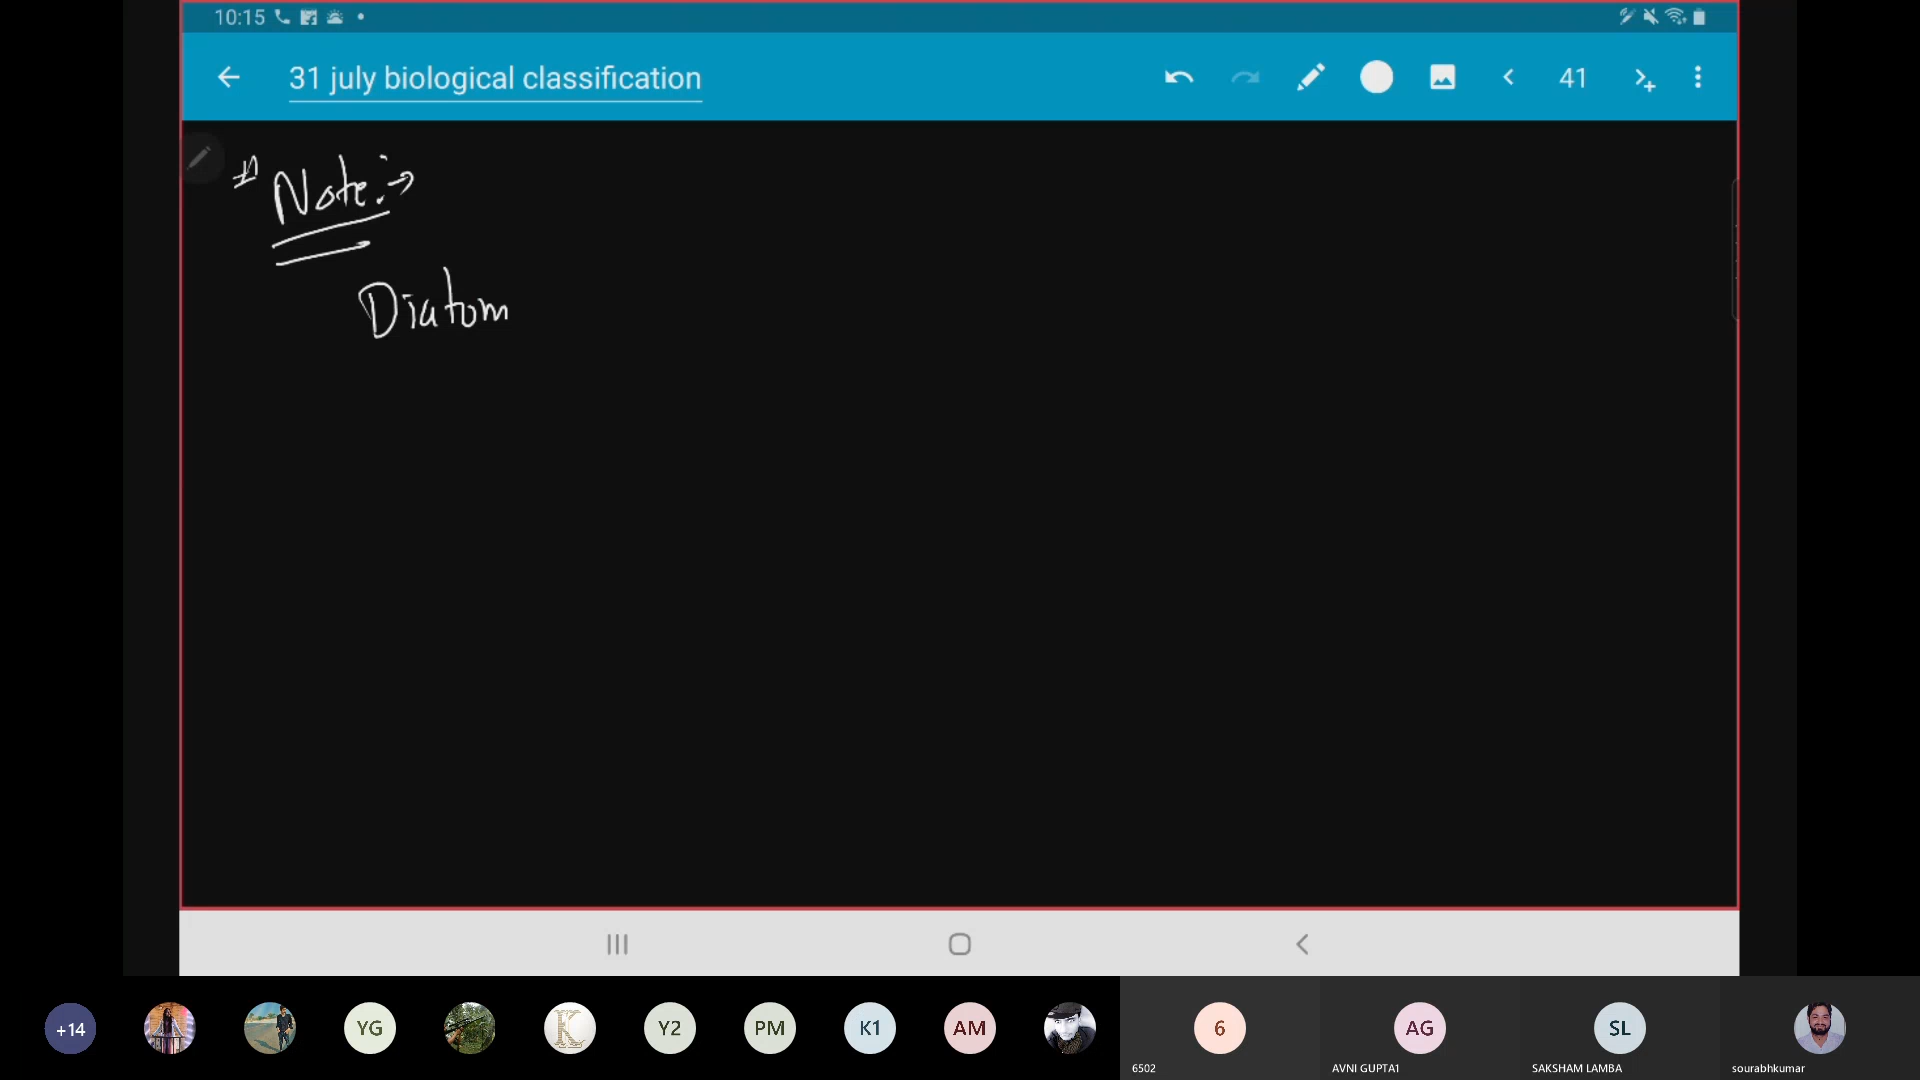 10:15
31 july biological classification
41
# Note :→
Diatom
+14
YG
K
Y2
PM
K1
AM
6
AG
SL
6502
AVNI GUPTA1
SAKSHAM LAMBA
sourabhkumar